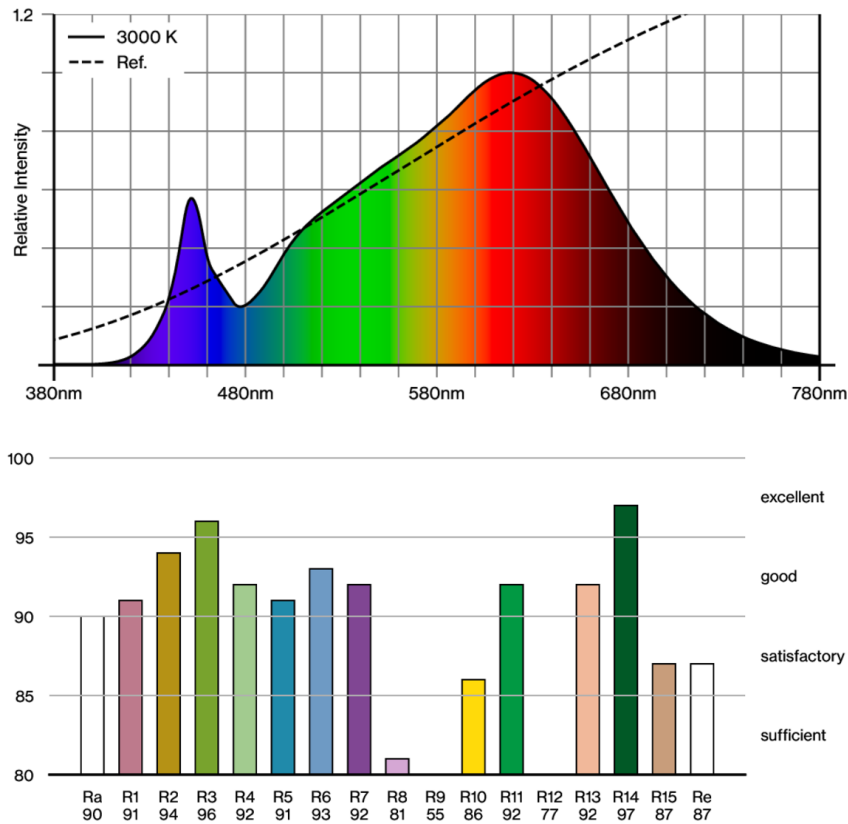 1.2
3000 K
Ref.
Relative Intensity
380nm 480nm 580nm 680nm 780nm
100
excellent
95
good
90
satisfactory
85
sufficient
80
Ra R1 R2 R3 R4 R5 R6 R7 R8 R9 R10 R11 R12 R13 R14 R15 Re
90 91 94 96 92 91 93 92 81 55 86 92 77 92 97 87 87